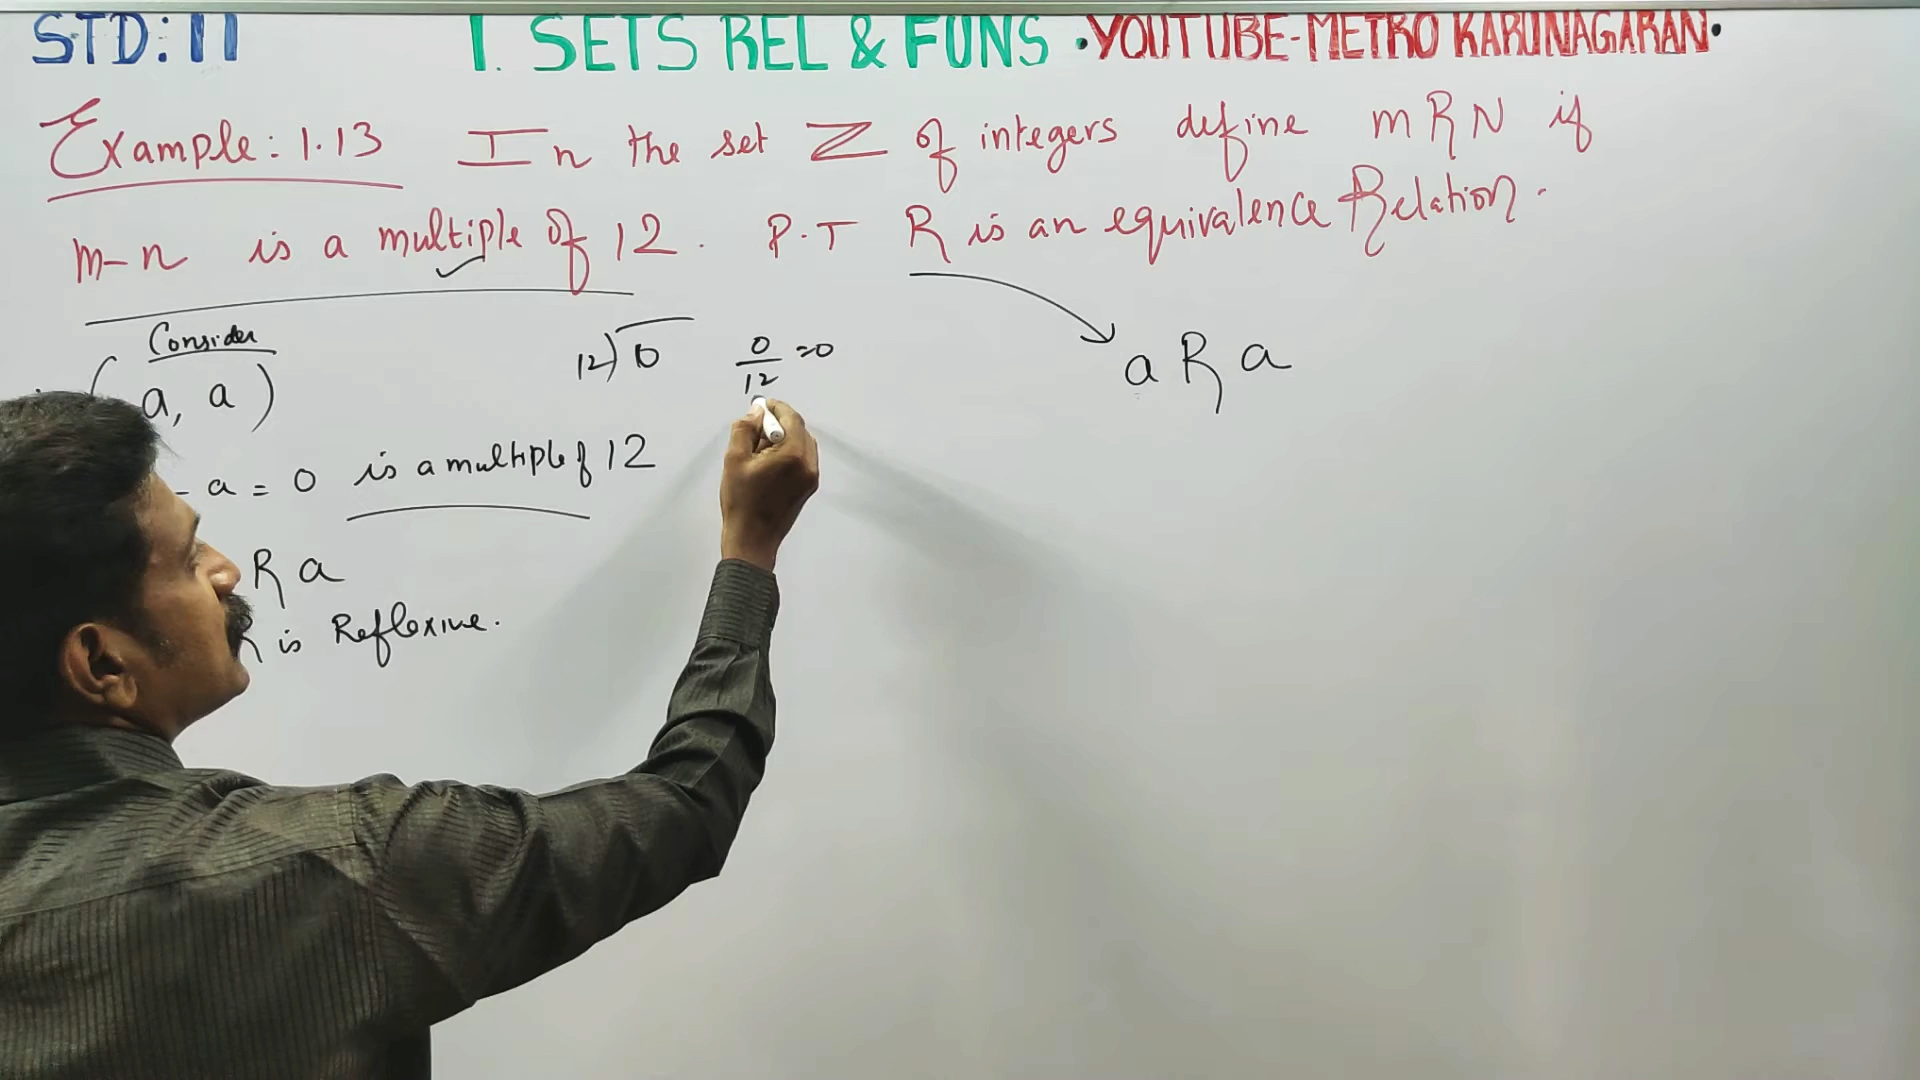 STD: 11 1. SETS REL & FUNS • YOUTUBE-METRO KARUNAGARAN •
Example: 1.13 In the set Z of integers define mRN if
m-n is a multiple of 12. P.T R is an equivalence Relation.
Consider
(a, a)
12)0
0/12 =0
a R a
- a = 0 is a multiple of 12
R a
R is Reflexive.